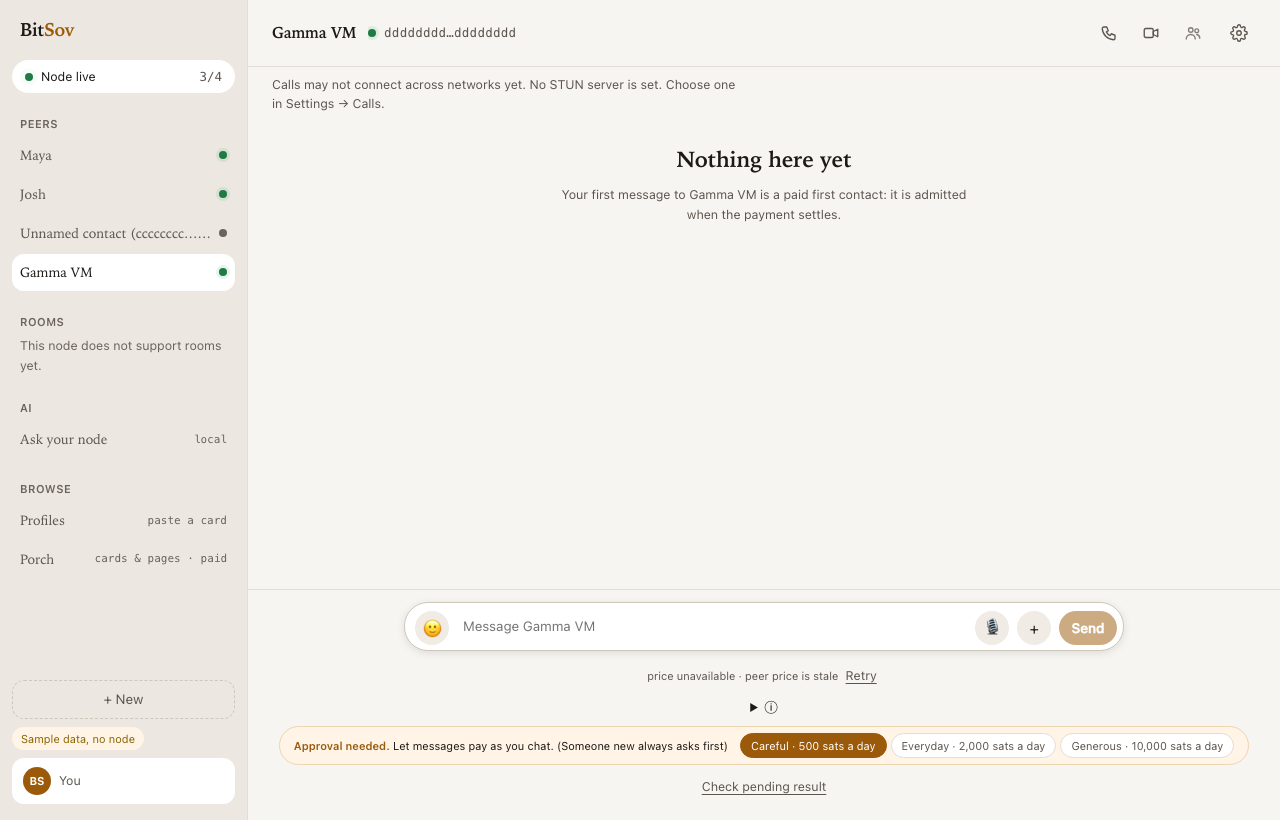 BitSov
Node live 3/4
PEERS
Maya
Josh
Unnamed contact (cccccccc……
Gamma VM
ROOMS
This node does not support rooms
yet.
AI
Ask your node local
BROWSE
Profiles paste a card
Porch cards & pages · paid
+ New
Sample data, no node
BS You
Gamma VM dddddddd…dddddddd
Calls may not connect across networks yet. No STUN server is set. Choose one
in Settings → Calls.
Nothing here yet
Your first message to Gamma VM is a paid first contact: it is admitted
when the payment settles.
Message Gamma VM + Send
price unavailable · peer price is stale Retry
▶ ⓘ
Approval needed. Let messages pay as you chat. (Someone new always asks first) Careful · 500 sats a day Everyday · 2,000 sats a day Generous · 10,000 sats a day
Check pending result